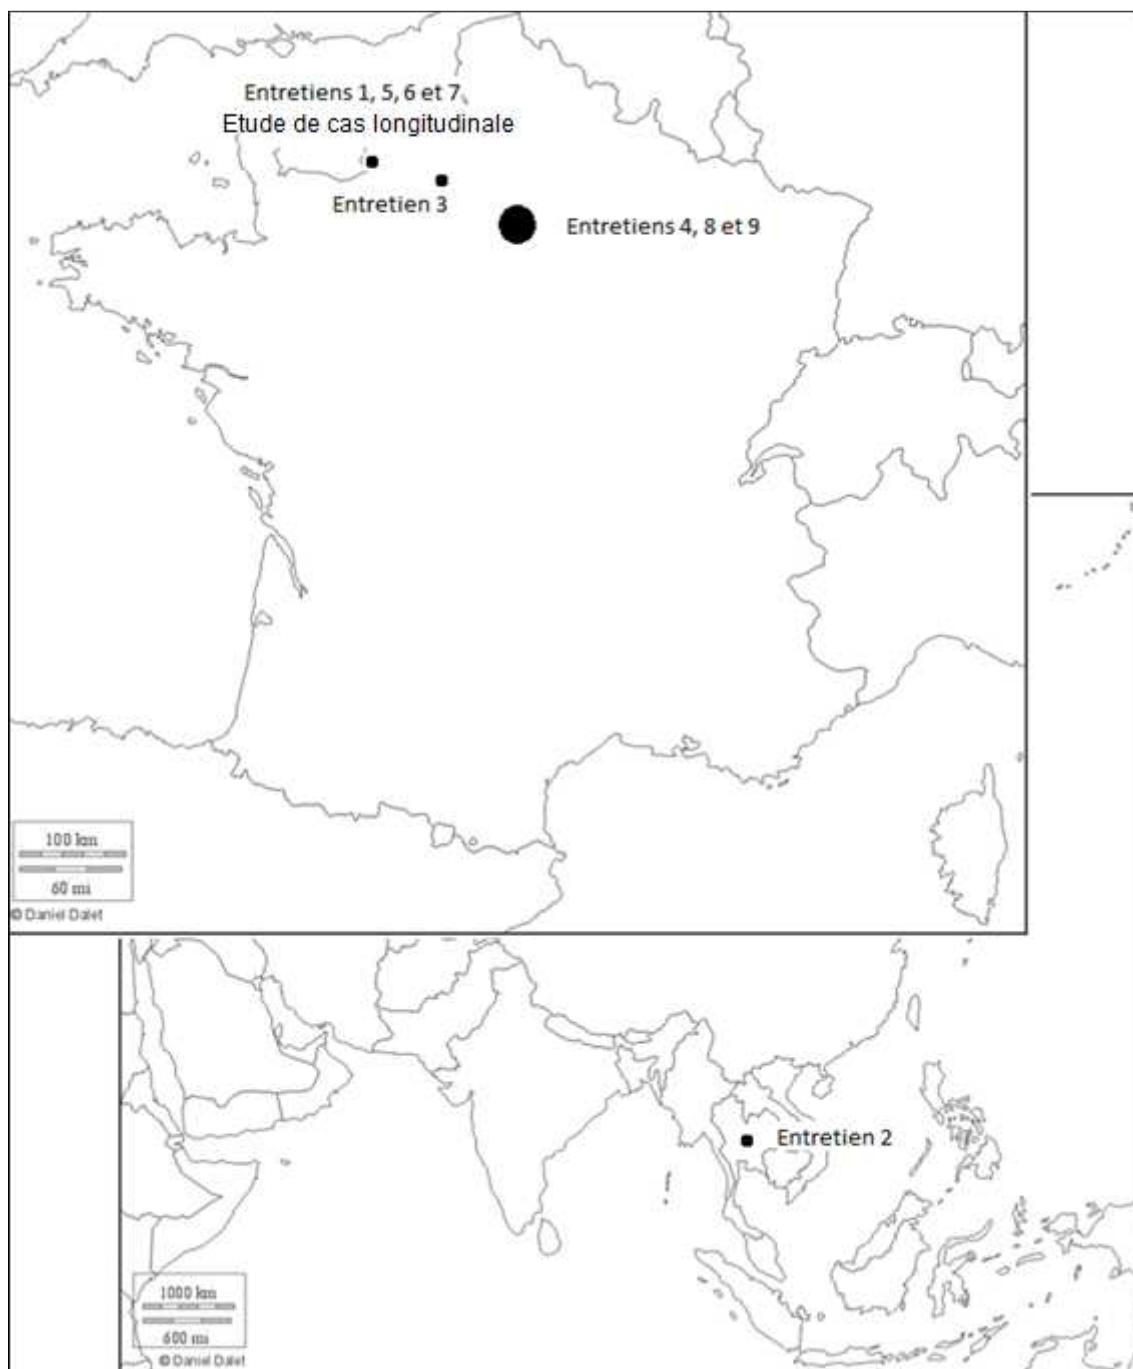 Entretiens 1, 5, 6 et 7
Etude de cas longitudinale
Entretien 3
Entretiens 4, 8 et 9
100 km
60 mi
© Daniel Dalet
Entretien 2
1000 km
600 mi
© Daniel Dalet